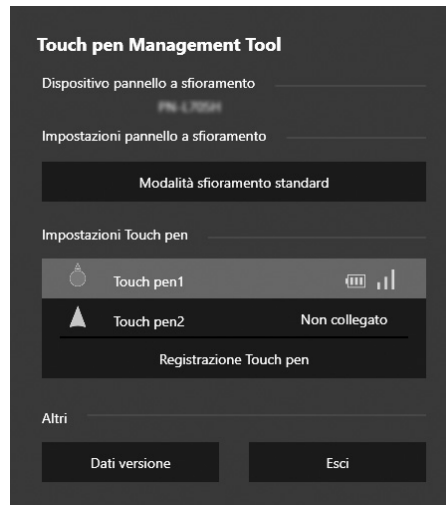 Touch pen Management Tool
Dispositivo pannello a sfioramento
Impostazioni pannello a sfioramento
Modalità sfioramento standard
Impostazioni Touch pen
Touch pen1
Touch pen2 Non collegato
Registrazione Touch pen
Altri
Dati versione Esci